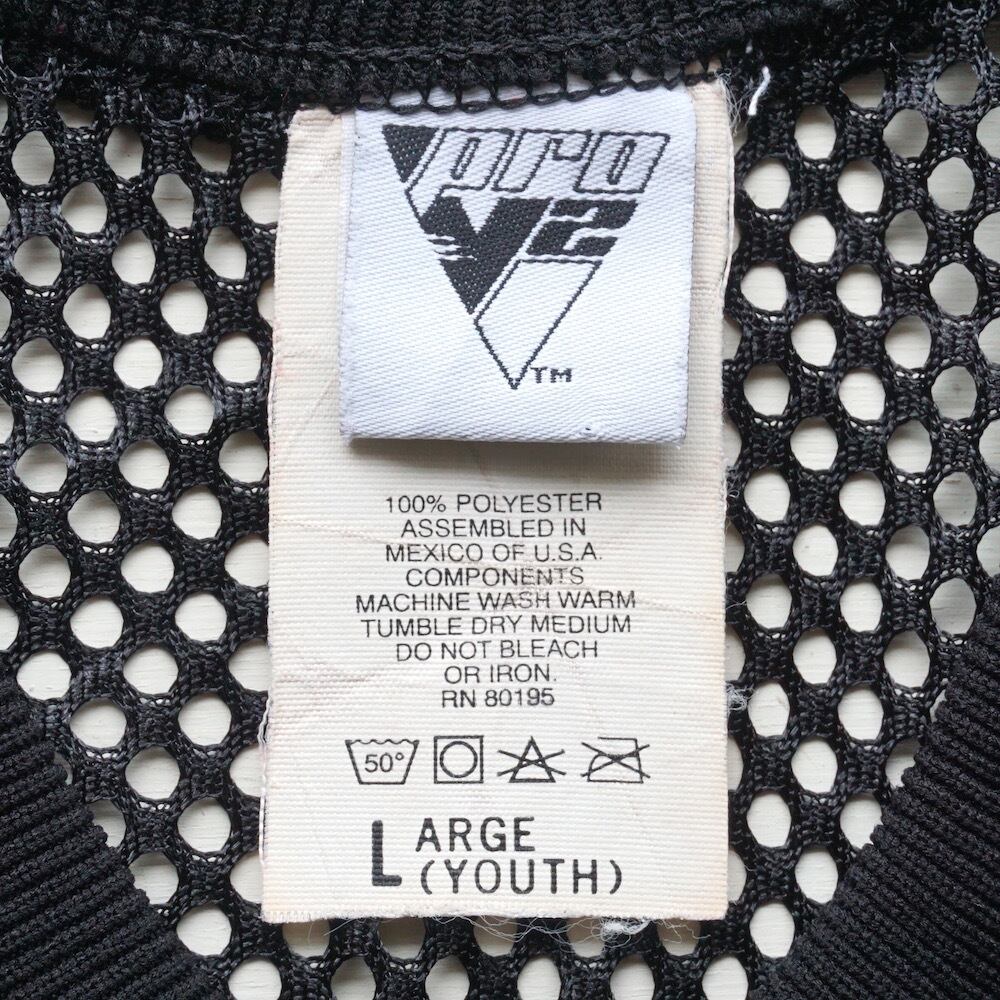 pro
V2
TM
100% POLYESTER
ASSEMBLED IN
MEXICO OF U.S.A.
COMPONENTS
MACHINE WASH WARM
TUMBLE DRY MEDIUM
DO NOT BLEACH
OR IRON.
RN 80195
50°
LARGE
(YOUTH)